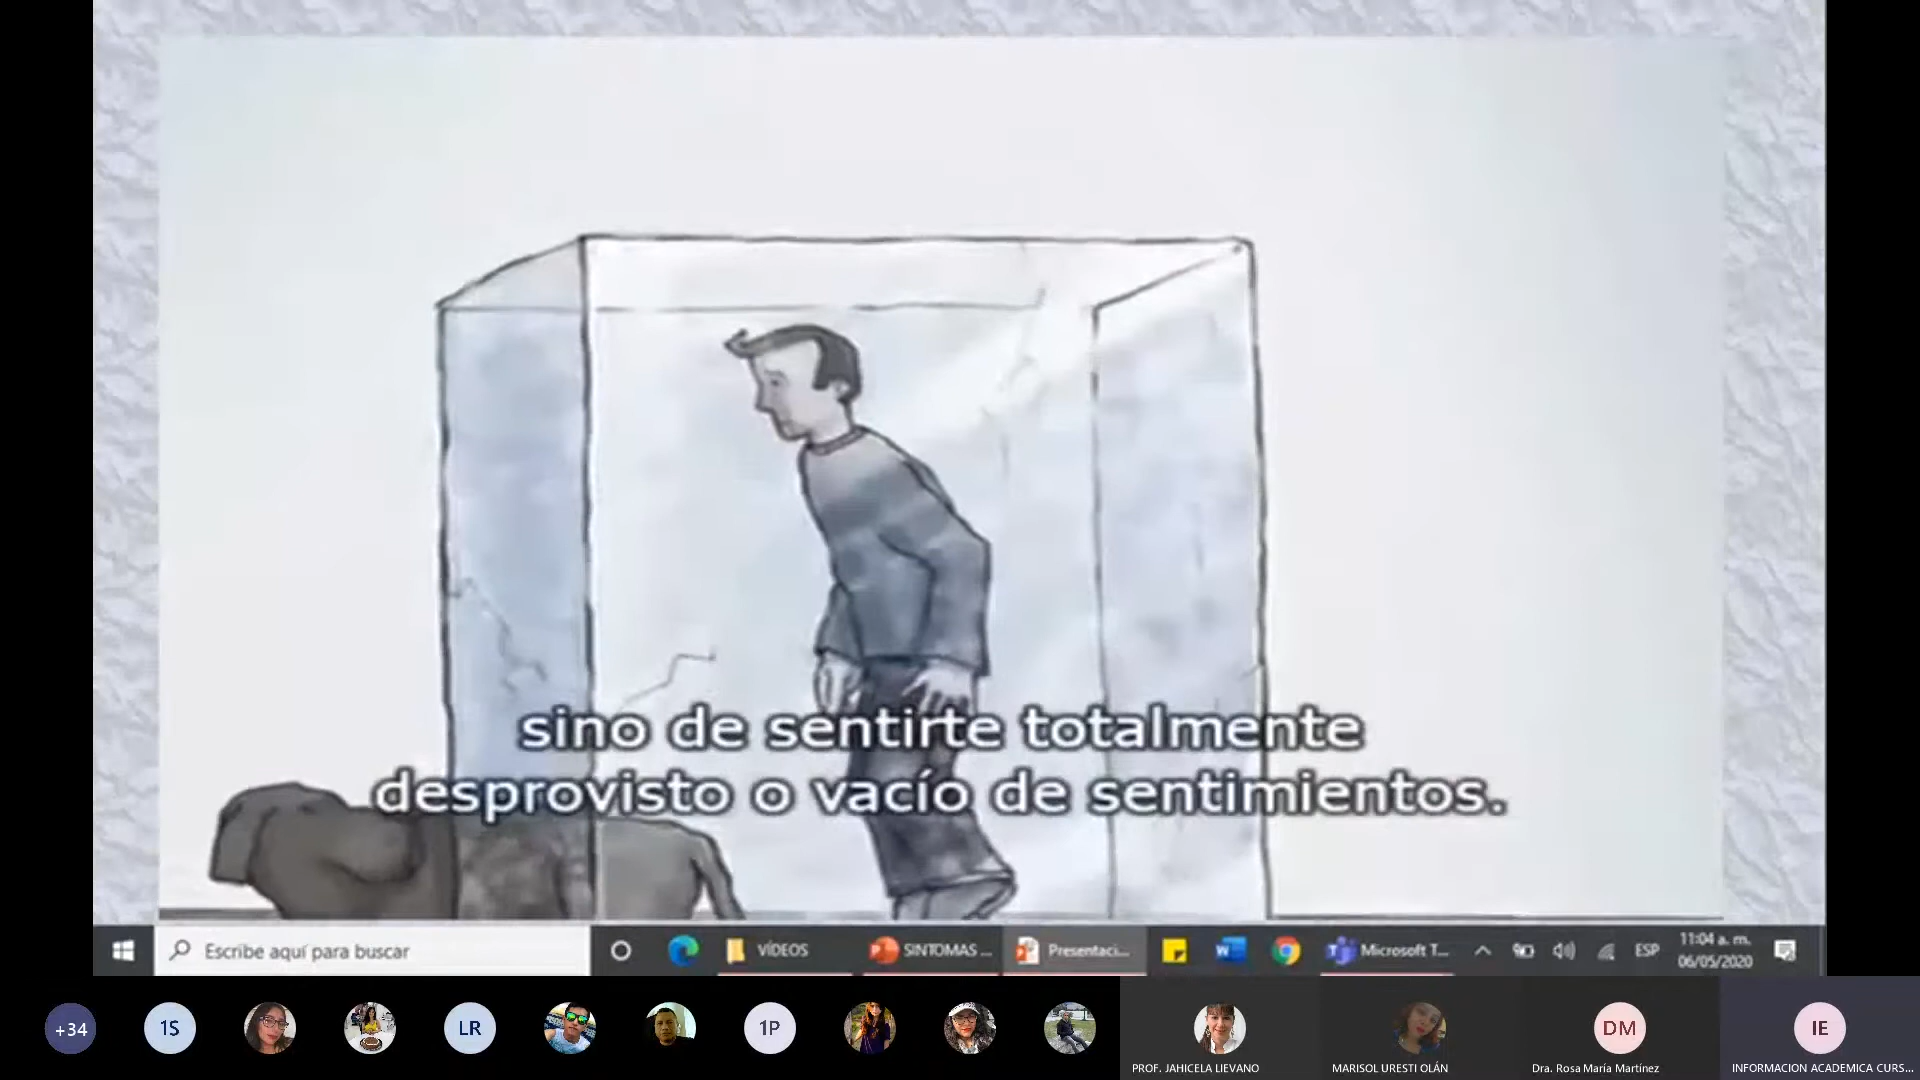 sino de sentirte totalmente
desprovisto o vacío de sentimientos.
Escribe aquí para buscar
VÍDEOS
SINTOMAS ...
Presentaci...
Microsoft T...
ESP
11:04 a. m.
06/05/2020
+34
1S
LR
1P
DM
IE
PROF. JAHICELA LIEVANO
MARISOL URESTI OLÁN
Dra. Rosa María Martínez
INFORMACION ACADEMICA CURS...